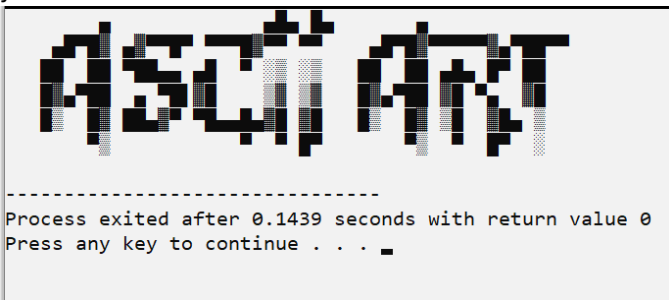 ASCII ART
--------------------------------
Process exited after 0.1439 seconds with return value 0
Press any key to continue . . .